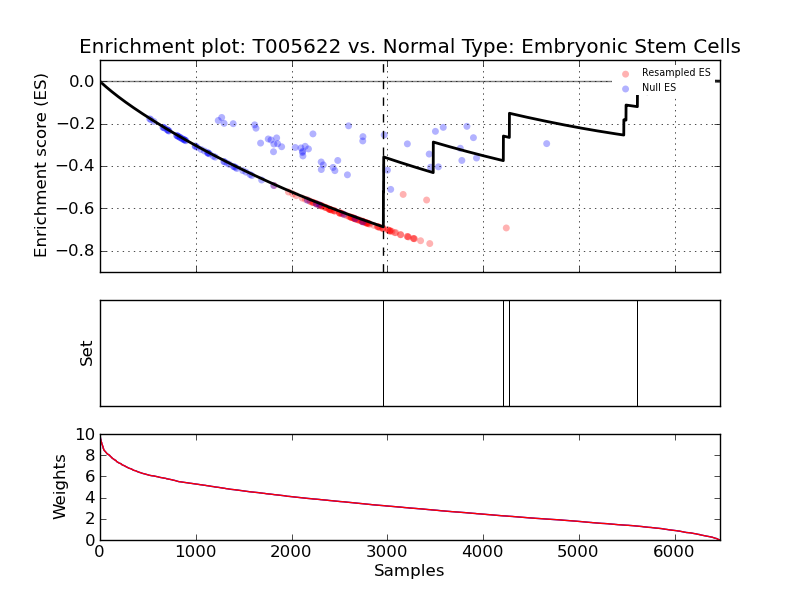 Enrichment plot: T005622 vs. Normal Type: Embryonic Stem Cells
Resampled ES
Null ES
Enrichment score (ES)
0.0
−0.2
−0.4
−0.6
−0.8
Set
Weights
10
8
6
4
2
0
0 1000 2000 3000 4000 5000 6000
Samples